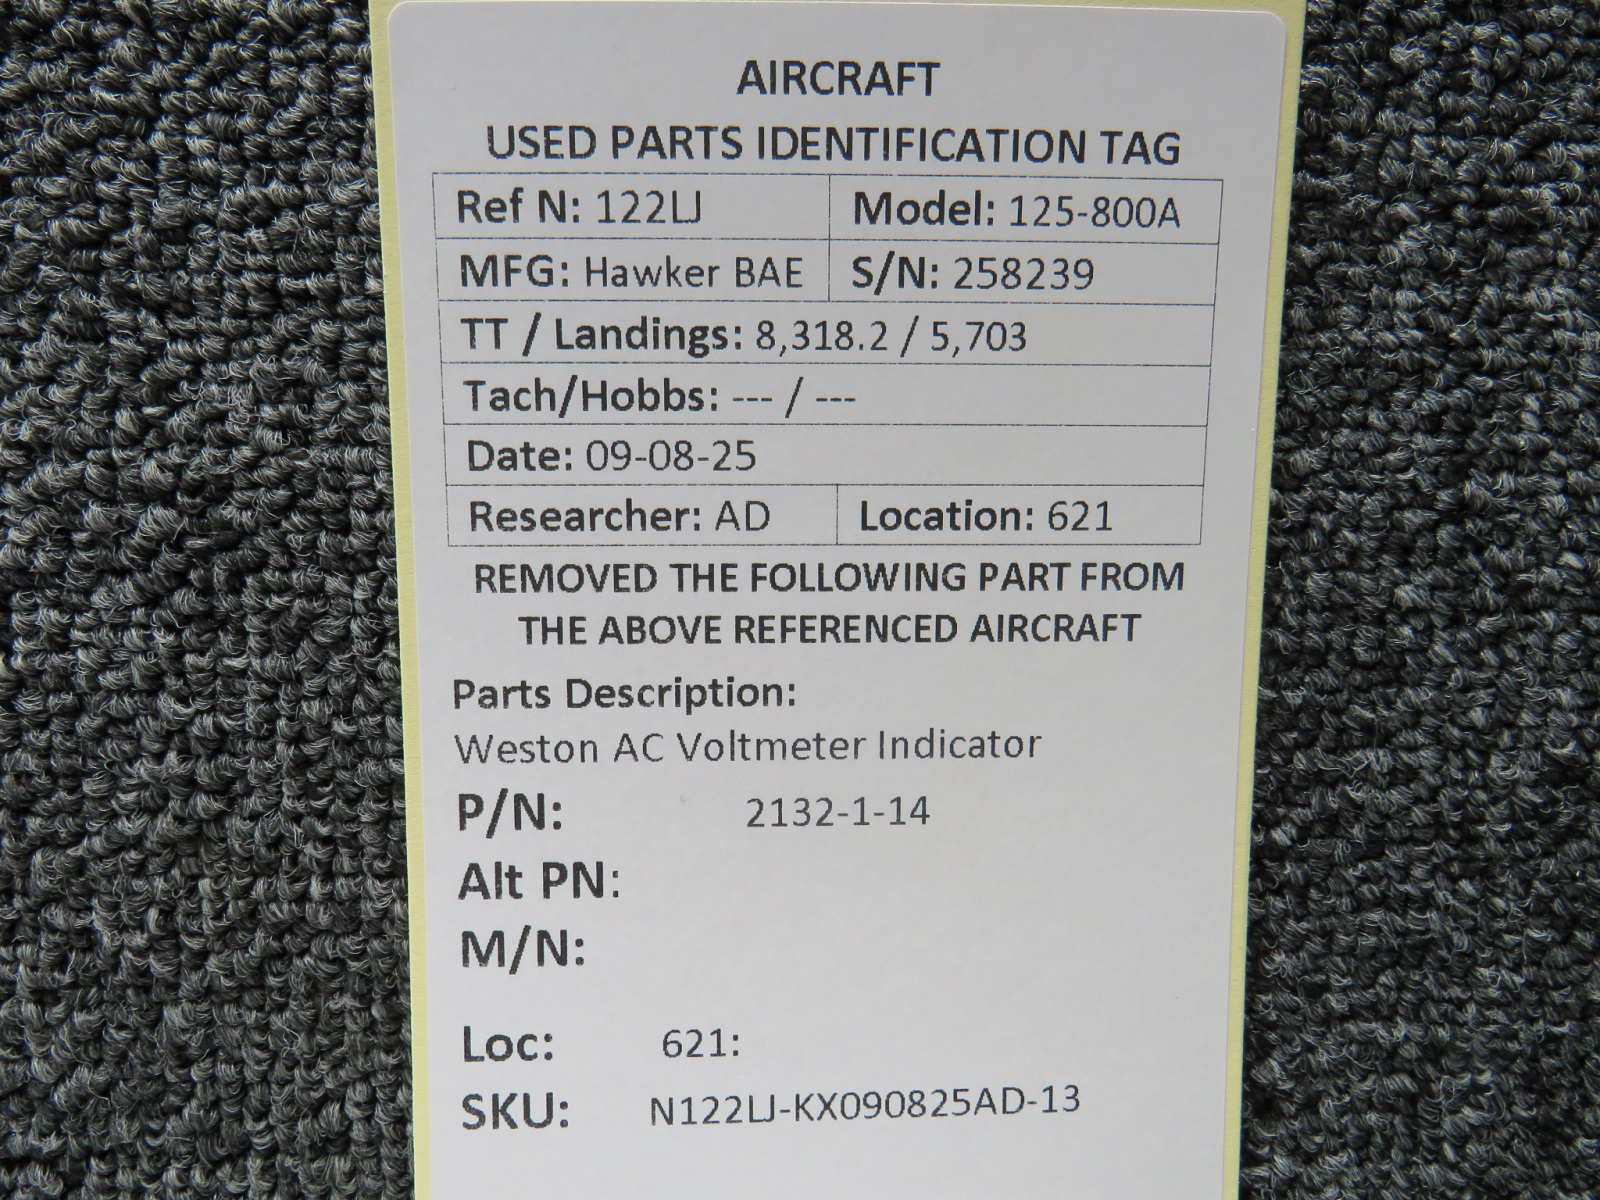 AIRCRAFT
USED PARTS IDENTIFICATION TAG
Ref N: 122LJ Model: 125-800A
MFG: Hawker BAE S/N: 258239
TT / Landings: 8,318.2 / 5,703
Tach/Hobbs: --- / ---
Date: 09-08-25
Researcher: AD Location: 621
REMOVED THE FOLLOWING PART FROM
THE ABOVE REFERENCED AIRCRAFT
Parts Description:
Weston AC Voltmeter Indicator
P/N: 2132-1-14
Alt PN:
M/N:
Loc: 621:
SKU: N122LJ-KX090825AD-13